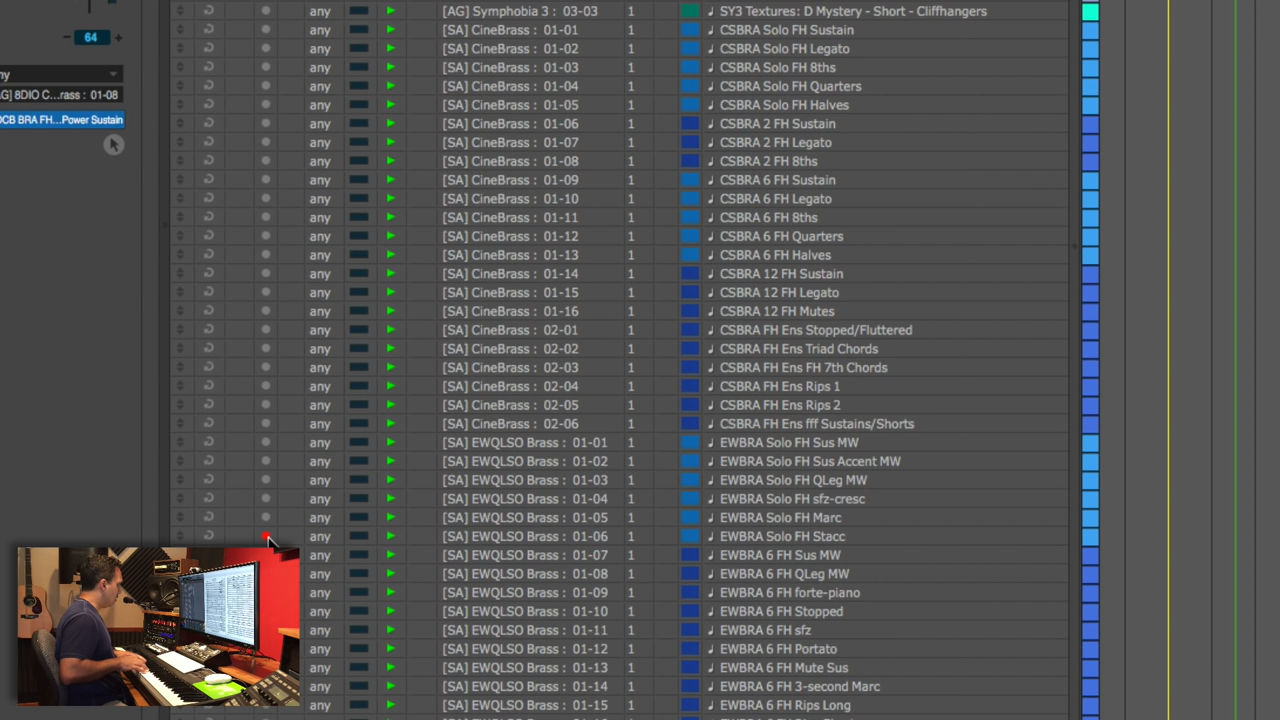 any [AG] Symphobia 3 : 03-03 1 SY3 Textures: D Mystery - Short - Cliffhangers
any [SA] CineBrass : 01-01 1 CSBRA Solo FH Sustain
- 64 +
any [SA] CineBrass : 01-02 1 CSBRA Solo FH Legato
ny any [SA] CineBrass : 01-03 1 CSBRA Solo FH 8ths
any [SA] CineBrass : 01-04 1 CSBRA Solo FH Quarters
AG] 8DIO C...rass : 01-08
any [SA] CineBrass : 01-05 1 CSBRA Solo FH Halves
DCB BRA FH...Power Sustain
any [SA] CineBrass : 01-06 1 CSBRA 2 FH Sustain
any [SA] CineBrass : 01-07 1 CSBRA 2 FH Legato
any [SA] CineBrass : 01-08 1 CSBRA 2 FH 8ths
any [SA] CineBrass : 01-09 1 CSBRA 6 FH Sustain
any [SA] CineBrass : 01-10 1 CSBRA 6 FH Legato
any [SA] CineBrass : 01-11 1 CSBRA 6 FH 8ths
any [SA] CineBrass : 01-12 1 CSBRA 6 FH Quarters
any [SA] CineBrass : 01-13 1 CSBRA 6 FH Halves
any [SA] CineBrass : 01-14 1 CSBRA 12 FH Sustain
any [SA] CineBrass : 01-15 1 CSBRA 12 FH Legato
any [SA] CineBrass : 01-16 1 CSBRA 12 FH Mutes
any [SA] CineBrass : 02-01 1 CSBRA FH Ens Stopped/Fluttered
any [SA] CineBrass : 02-02 1 CSBRA FH Ens Triad Chords
any [SA] CineBrass : 02-03 1 CSBRA FH Ens FH 7th Chords
any [SA] CineBrass : 02-04 1 CSBRA FH Ens Rips 1
any [SA] CineBrass : 02-05 1 CSBRA FH Ens Rips 2
any [SA] CineBrass : 02-06 1 CSBRA FH Ens fff Sustains/Shorts
any [SA] EWQLSO Brass : 01-01 1 EWBRA Solo FH Sus MW
any [SA] EWQLSO Brass : 01-02 1 EWBRA Solo FH Sus Accent MW
any [SA] EWQLSO Brass : 01-03 1 EWBRA Solo FH QLeg MW
any [SA] EWQLSO Brass : 01-04 1 EWBRA Solo FH sfz-cresc
any [SA] EWQLSO Brass : 01-05 1 EWBRA Solo FH Marc
any [SA] EWQLSO Brass : 01-06 1 EWBRA Solo FH Stacc
any [SA] EWQLSO Brass : 01-07 1 EWBRA 6 FH Sus MW
any [SA] EWQLSO Brass : 01-08 1 EWBRA 6 FH QLeg MW
any [SA] EWQLSO Brass : 01-09 1 EWBRA 6 FH forte-piano
any [SA] EWQLSO Brass : 01-10 1 EWBRA 6 FH Stopped
any [SA] EWQLSO Brass : 01-11 1 EWBRA 6 FH sfz
any [SA] EWQLSO Brass : 01-12 1 EWBRA 6 FH Portato
any [SA] EWQLSO Brass : 01-13 1 EWBRA 6 FH Mute Sus
any [SA] EWQLSO Brass : 01-14 1 EWBRA 6 FH 3-second Marc
any [SA] EWQLSO Brass : 01-15 1 EWBRA 6 FH Rips Long